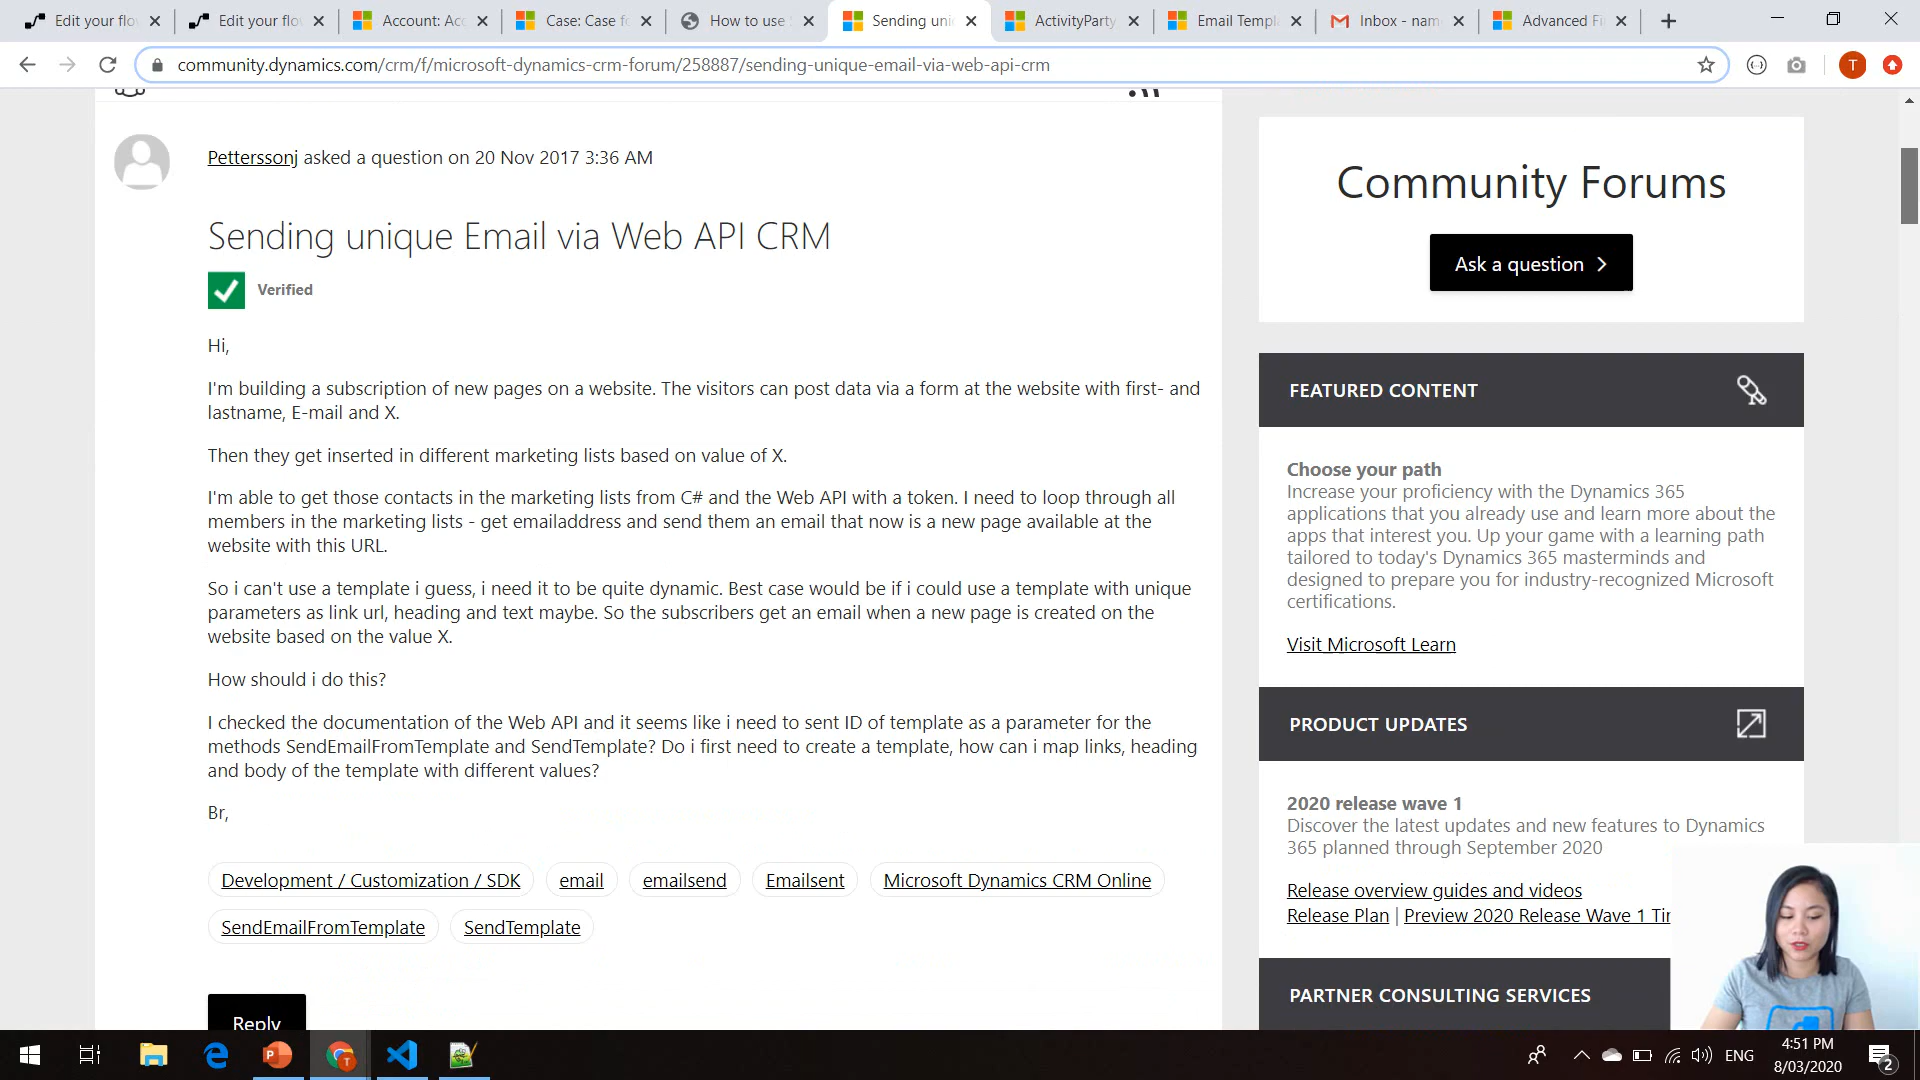 Edit your flo
Edit your flo
Account: Acc
Case: Case f
How to use
Sending uni
ActivityParty
Email Templ
Inbox - nam
Advanced Fi
community.dynamics.com/crm/f/microsoft-dynamics-crm-forum/258887/sending-unique-email-via-web-api-crm
T
Petterssonj asked a question on 20 Nov 2017 3:36 AM
Sending unique Email via Web API CRM
Verified
Hi,
I'm building a subscription of new pages on a website. The visitors can post data via a form at the website with first- and
lastname, E-mail and X.
Then they get inserted in different marketing lists based on value of X.
I'm able to get those contacts in the marketing lists from C# and the Web API with a token. I need to loop through all
members in the marketing lists - get emailaddress and send them an email that now is a new page available at the
website with this URL.
So i can't use a template i guess, i need it to be quite dynamic. Best case would be if i could use a template with unique
parameters as link url, heading and text maybe. So the subscribers get an email when a new page is created on the
website based on the value X.
How should i do this?
I checked the documentation of the Web API and it seems like i need to sent ID of template as a parameter for the
methods SendEmailFromTemplate and SendTemplate? Do i first need to create a template, how can i map links, heading
and body of the template with different values?
Br,
Development / Customization / SDK
email
emailsend
Emailsent
Microsoft Dynamics CRM Online
SendEmailFromTemplate
SendTemplate
Reply
Community Forums
Ask a question
FEATURED CONTENT
Choose your path
Increase your proficiency with the Dynamics 365
applications that you already use and learn more about the
apps that interest you. Up your game with a learning path
tailored to today's Dynamics 365 masterminds and
designed to prepare you for industry-recognized Microsoft
certifications.
Visit Microsoft Learn
PRODUCT UPDATES
2020 release wave 1
Discover the latest updates and new features to Dynamics
365 planned through September 2020
Release overview guides and videos
Release Plan | Preview 2020 Release Wave 1 Tir
PARTNER CONSULTING SERVICES
ENG
4:51 PM
8/03/2020
2